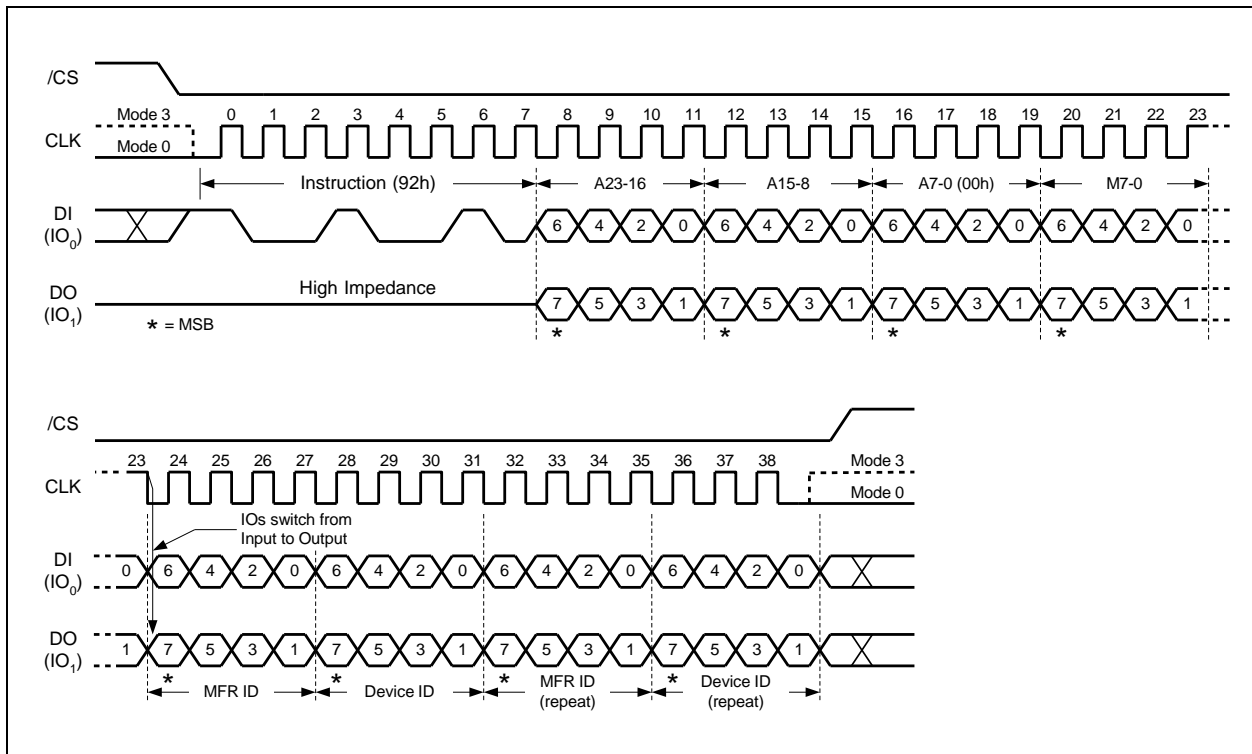 /CS
Mode 3 0 1 2 3 4 5 6 7 8 9 10 11 12 13 14 15 16 17 18 19 20 21 22 23
CLK
Mode 0
Instruction (92h) A23-16 A15-8 A7-0 (00h) M7-0
DI
(IO0) 6 4 2 0 6 4 2 0 6 4 2 0 6 4 2 0
High Impedance
DO
(IO1) 7 5 3 1 7 5 3 1 7 5 3 1 7 5 3 1
* = MSB * * * *
/CS
23 24 25 26 27 28 29 30 31 32 33 34 35 36 37 38 Mode 3
CLK
Mode 0
IOs switch from
Input to Output
DI
(IO0) 0 6 4 2 0 6 4 2 0 6 4 2 0 6 4 2 0
DO
(IO1) 1 7 5 3 1 7 5 3 1 7 5 3 1 7 5 3 1
* * * *
MFR ID Device ID MFR ID
(repeat) Device ID
(repeat)